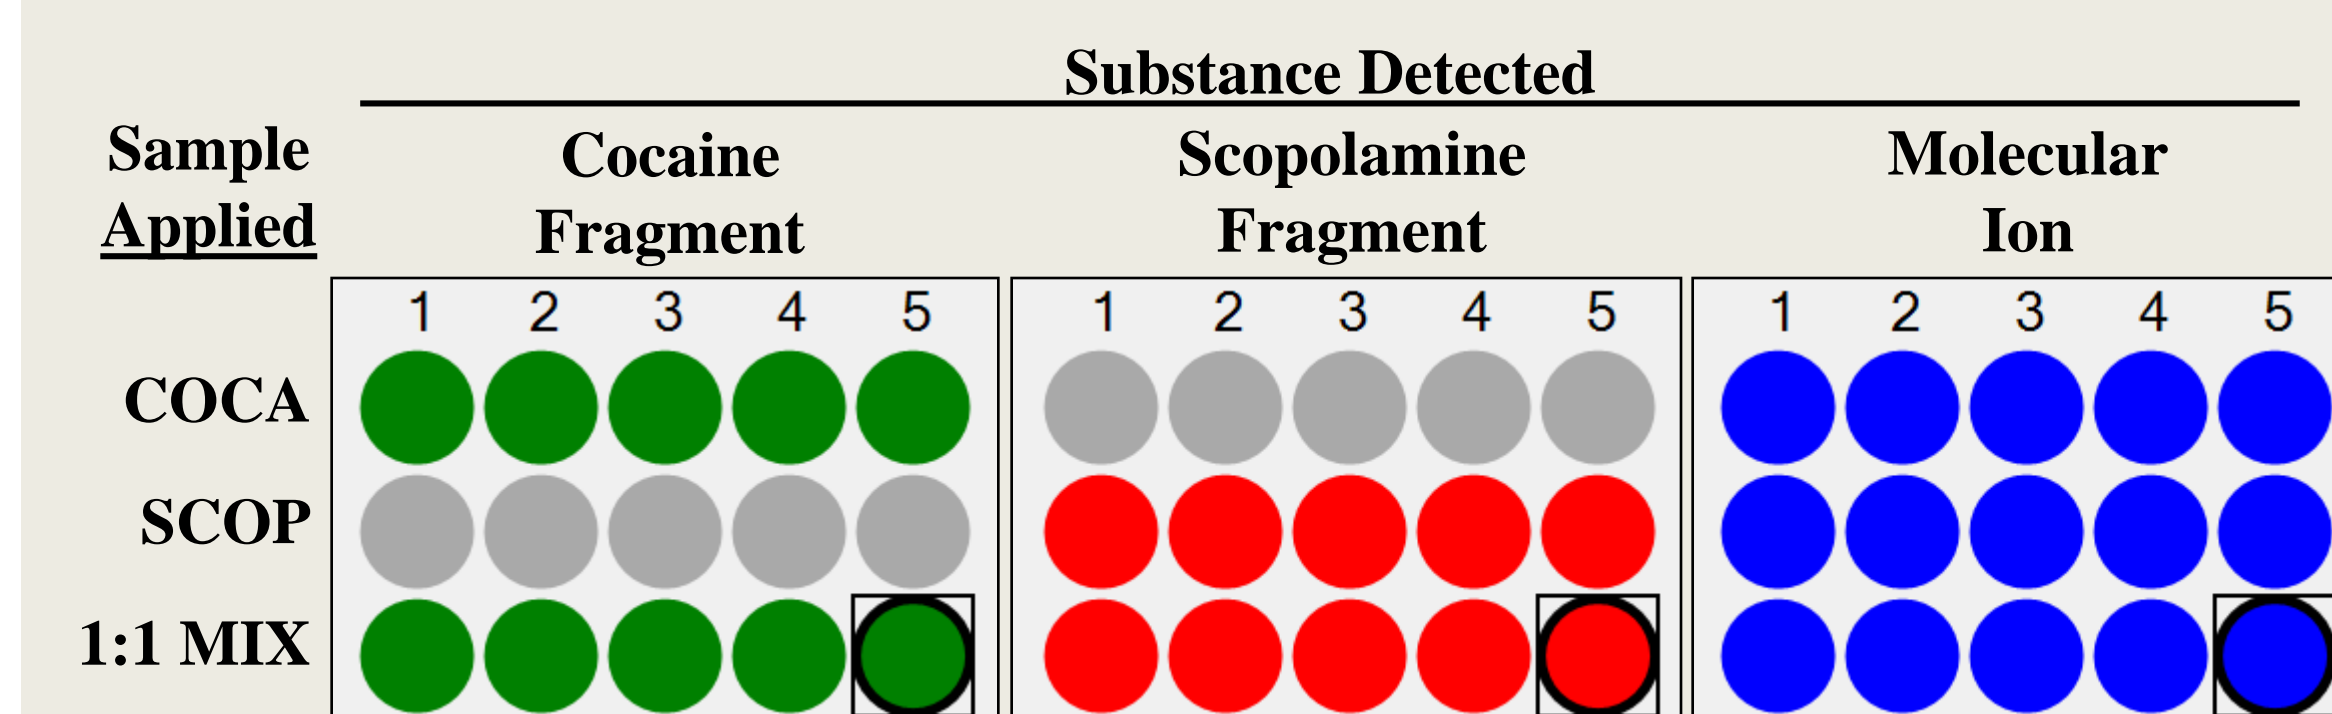 Substance Detected
Sample
Applied
Cocaine
Fragment
Scopolamine
Fragment
Molecular
Ion
1 2 3 4 5 1 2 3 4 5 1 2 3 4 5
COCA
SCOP
1:1 MIX